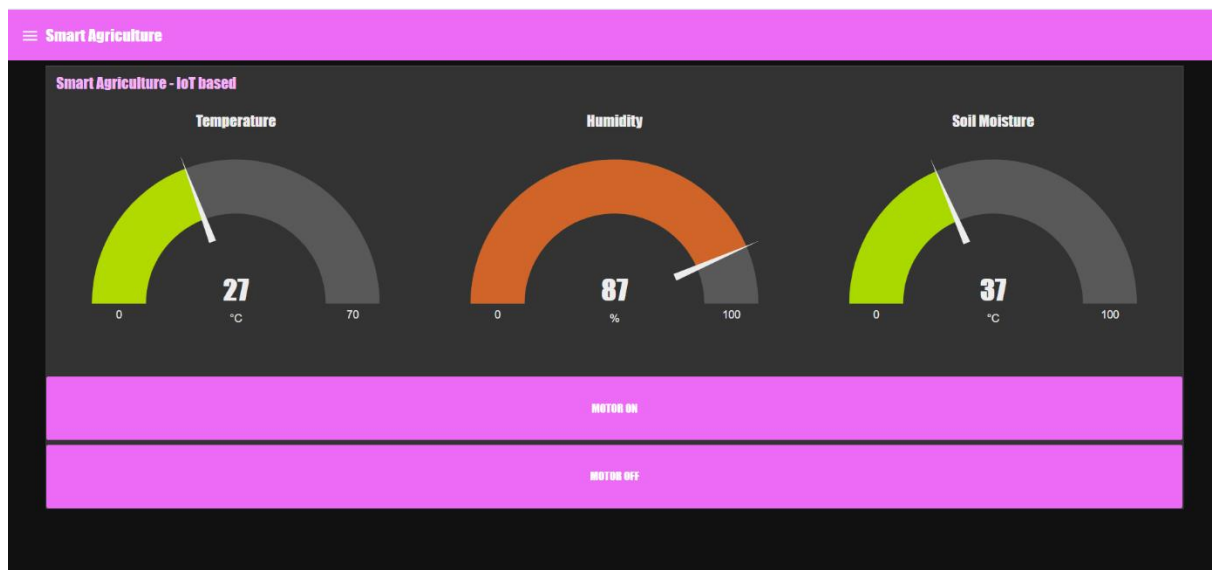 Smart Agriculture
Smart Agriculture - IoT based
Temperature
Humidity
Soil Moisture
27
87
37
0
°C
70
0
%
100
0
°C
100
MOTOR ON
MOTOR OFF